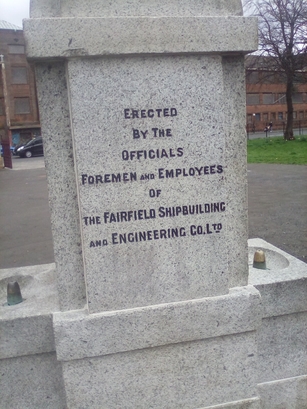 ERECTED
BY THE
OFFICIALS
FOREMEN AND EMPLOYEES
OF
THE FAIRFIELD SHIPBUILDING
AND ENGINEERING CO. LTD